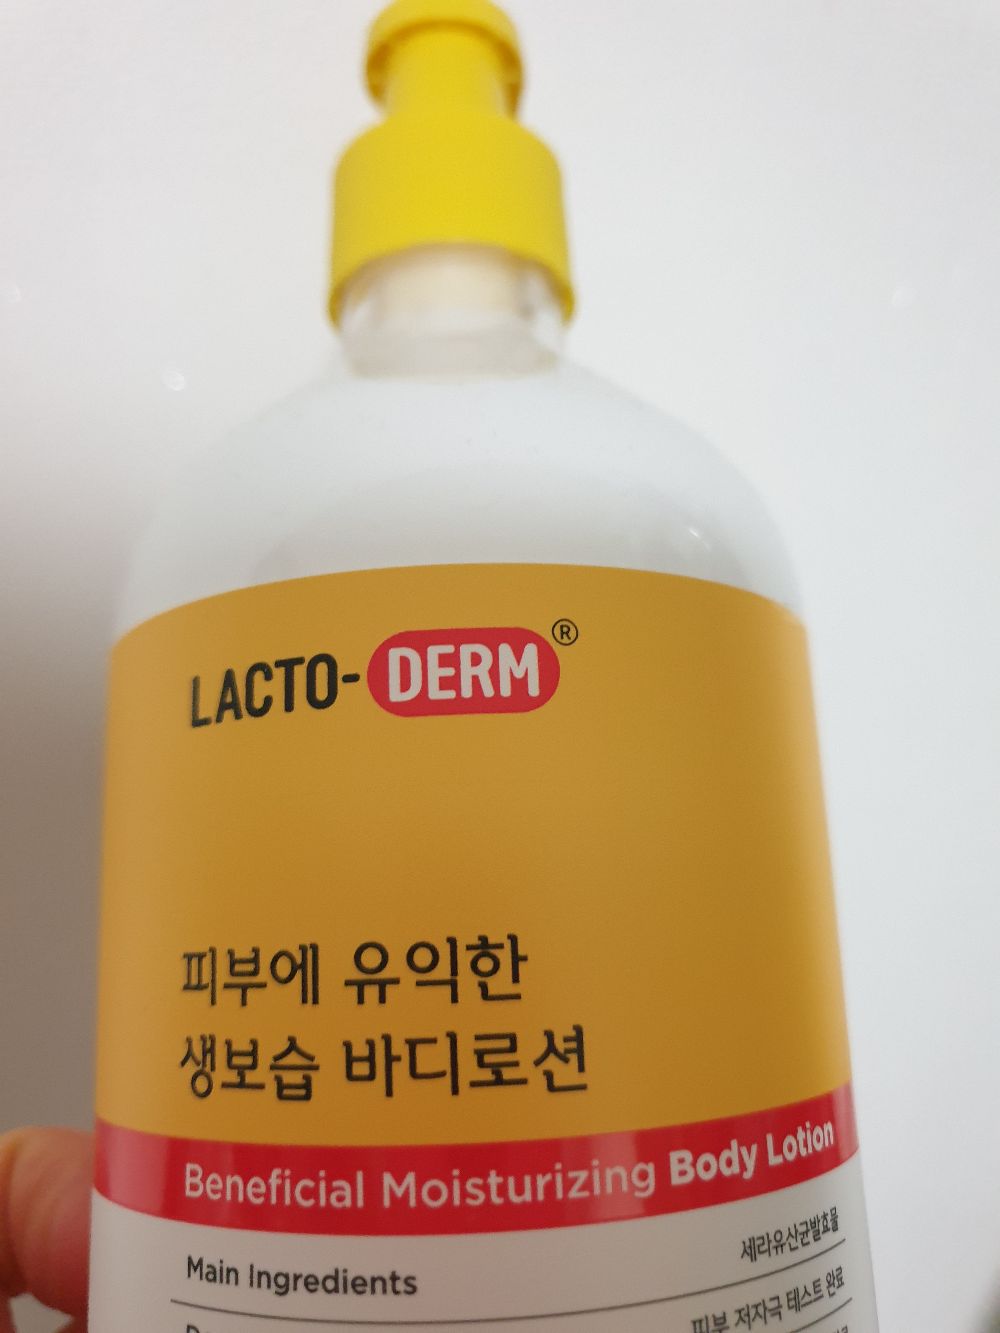 LACTO-DERM®
피부에 유익한
생보습 바디로션
Beneficial Moisturizing Body Lotion
Main Ingredients 세라유산균발효물
피부 저자극 테스트 완료